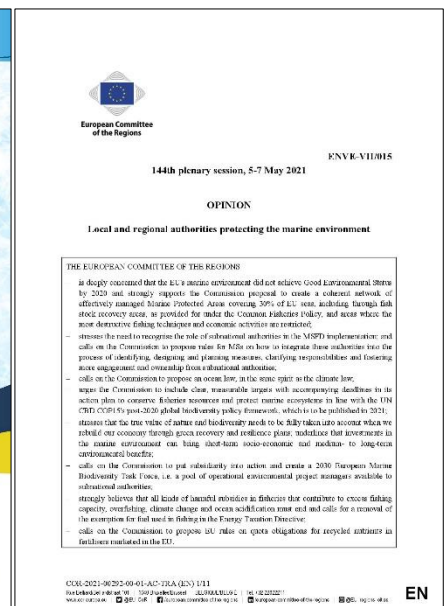 European Committee
of the Regions
ENVE-VII/015
144th plenary session, 5-7 May 2021
OPINION
Local and regional authorities protecting the marine environment
THE EUROPEAN COMMITTEE OF THE REGIONS
is deeply concerned that the EU's marine environment did not achieve Good Environmental Status
by 2020 and strongly supports the Commission proposal to create a coherent network of
effectively managed Marine Protected Areas covering 30% of EU seas, including through fish
stock recovery areas, as provided for under the Common Fisheries Policy, and areas where the
most destructive fishing techniques and economic activities are restricted;
– stresses the need to recognise the role of subnational authorities in the MSFD implementation and
calls on the Commission to propose rules for MSs on how to integrate these authorities into the
process of identifying, designing and planning measures, clarifying responsibilities and fostering
more engagement and ownership from subnational authorities;
– calls on the Commission to propose an ocean law, in the same spirit as the climate law;
urges the Commission to include clear, measurable targets with accompanying deadlines in its
action plan to conserve fisheries resources and protect marine ecosystems in line with the UN
CBD COP15's post-2020 global biodiversity policy framework, which is to be published in 2021;
– stresses that the true value of nature and biodiversity needs to be fully taken into account when we
rebuild our economy through green recovery and resilience plans; underlines that investments in
the marine environment can bring short-term socio-economic and medium- to long-term
environmental benefits;
– calls on the Commission to put subsidiarity into action and create a 2030 European Marine
Biodiversity Task Force, i.e. a pool of operational environmental project managers available to
subnational authorities;
– strongly believes that all kinds of harmful subsidies in fisheries that contribute to excess fishing
capacity, overfishing, climate change and ocean acidification must end and calls for a removal of
the exemption for fuel used in fishing in the Energy Taxation Directive;
– calls on the Commission to propose EU rules on quota obligations for recycled nutrients in
fertilisers marketed in the EU.
COR-2021-00292-00-01-AC-TRA (EN) 1/11
EN